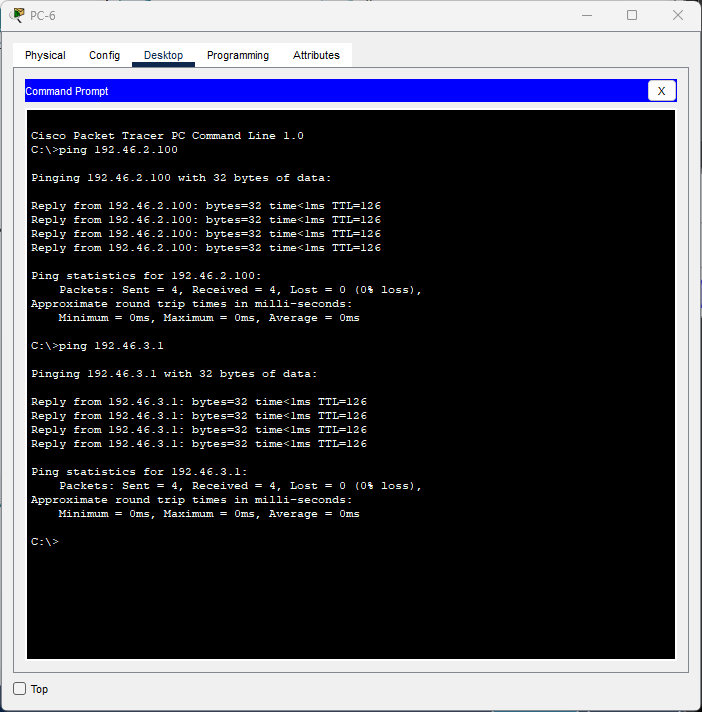 PC-6
Physical Config Desktop Programming Attributes
Command Prompt X
Cisco Packet Tracer PC Command Line 1.0
C:\>ping 192.46.2.100
Pinging 192.46.2.100 with 32 bytes of data:
Reply from 192.46.2.100: bytes=32 time<1ms TTL=126
Reply from 192.46.2.100: bytes=32 time<1ms TTL=126
Reply from 192.46.2.100: bytes=32 time<1ms TTL=126
Reply from 192.46.2.100: bytes=32 time<1ms TTL=126
Ping statistics for 192.46.2.100:
Packets: Sent = 4, Received = 4, Lost = 0 (0% loss),
Approximate round trip times in milli-seconds:
Minimum = 0ms, Maximum = 0ms, Average = 0ms
C:\>ping 192.46.3.1
Pinging 192.46.3.1 with 32 bytes of data:
Reply from 192.46.3.1: bytes=32 time<1ms TTL=126
Reply from 192.46.3.1: bytes=32 time<1ms TTL=126
Reply from 192.46.3.1: bytes=32 time<1ms TTL=126
Reply from 192.46.3.1: bytes=32 time<1ms TTL=126
Ping statistics for 192.46.3.1:
Packets: Sent = 4, Received = 4, Lost = 0 (0% loss),
Approximate round trip times in milli-seconds:
Minimum = 0ms, Maximum = 0ms, Average = 0ms
C:\>
Top